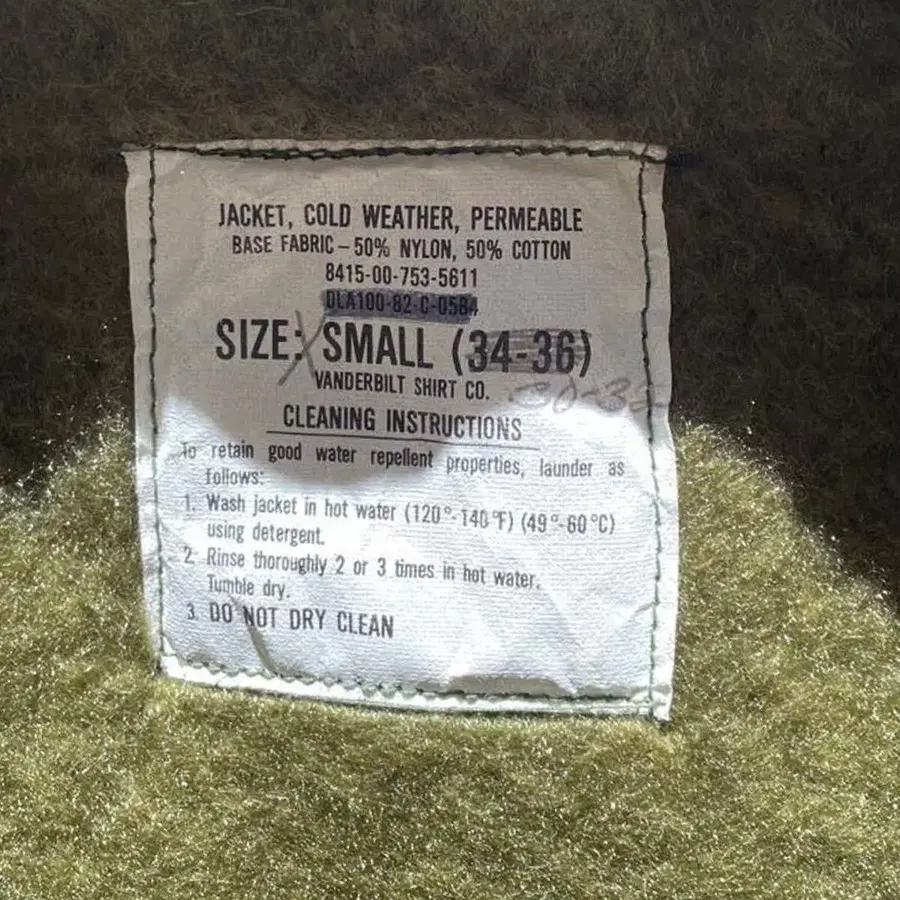 JACKET, COLD WEATHER, PERMEABLE
BASE FABRIC – 50% NYLON, 50% COTTON
8415-00-753-5611
DLA100-82-C-0584
SIZE: X SMALL (34-36)
VANDERBILT SHIRT CO. 30-32
CLEANING INSTRUCTIONS
To retain good water repellent properties, launder as
follows:
1. Wash jacket in hot water (120°-140°F) (49°-60°C)
using detergent.
2. Rinse thoroughly 2 or 3 times in hot water.
Tumble dry.
3. DO NOT DRY CLEAN